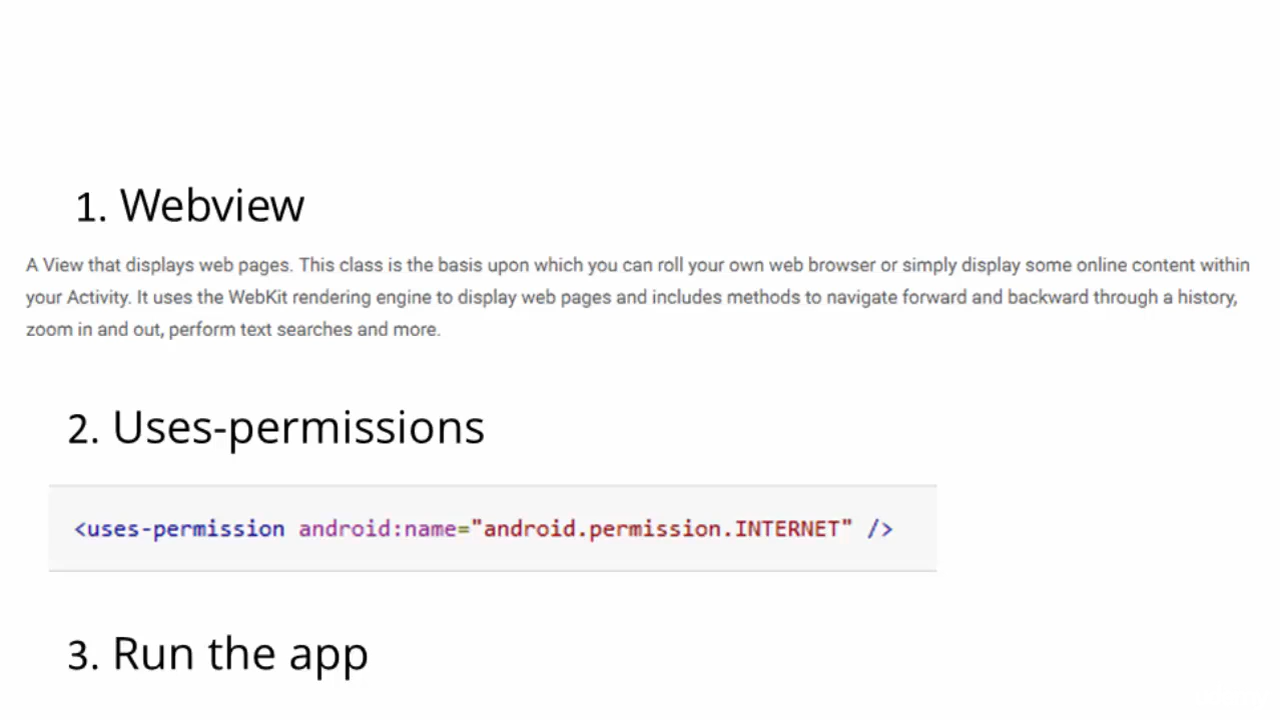 1. Webview
A View that displays web pages. This class is the basis upon which you can roll your own web browser or simply display some online content within
your Activity. It uses the WebKit rendering engine to display web pages and includes methods to navigate forward and backward through a history,
zoom in and out, perform text searches and more.
2. Uses-permissions
<uses-permission android:name="android.permission.INTERNET" />
3. Run the app